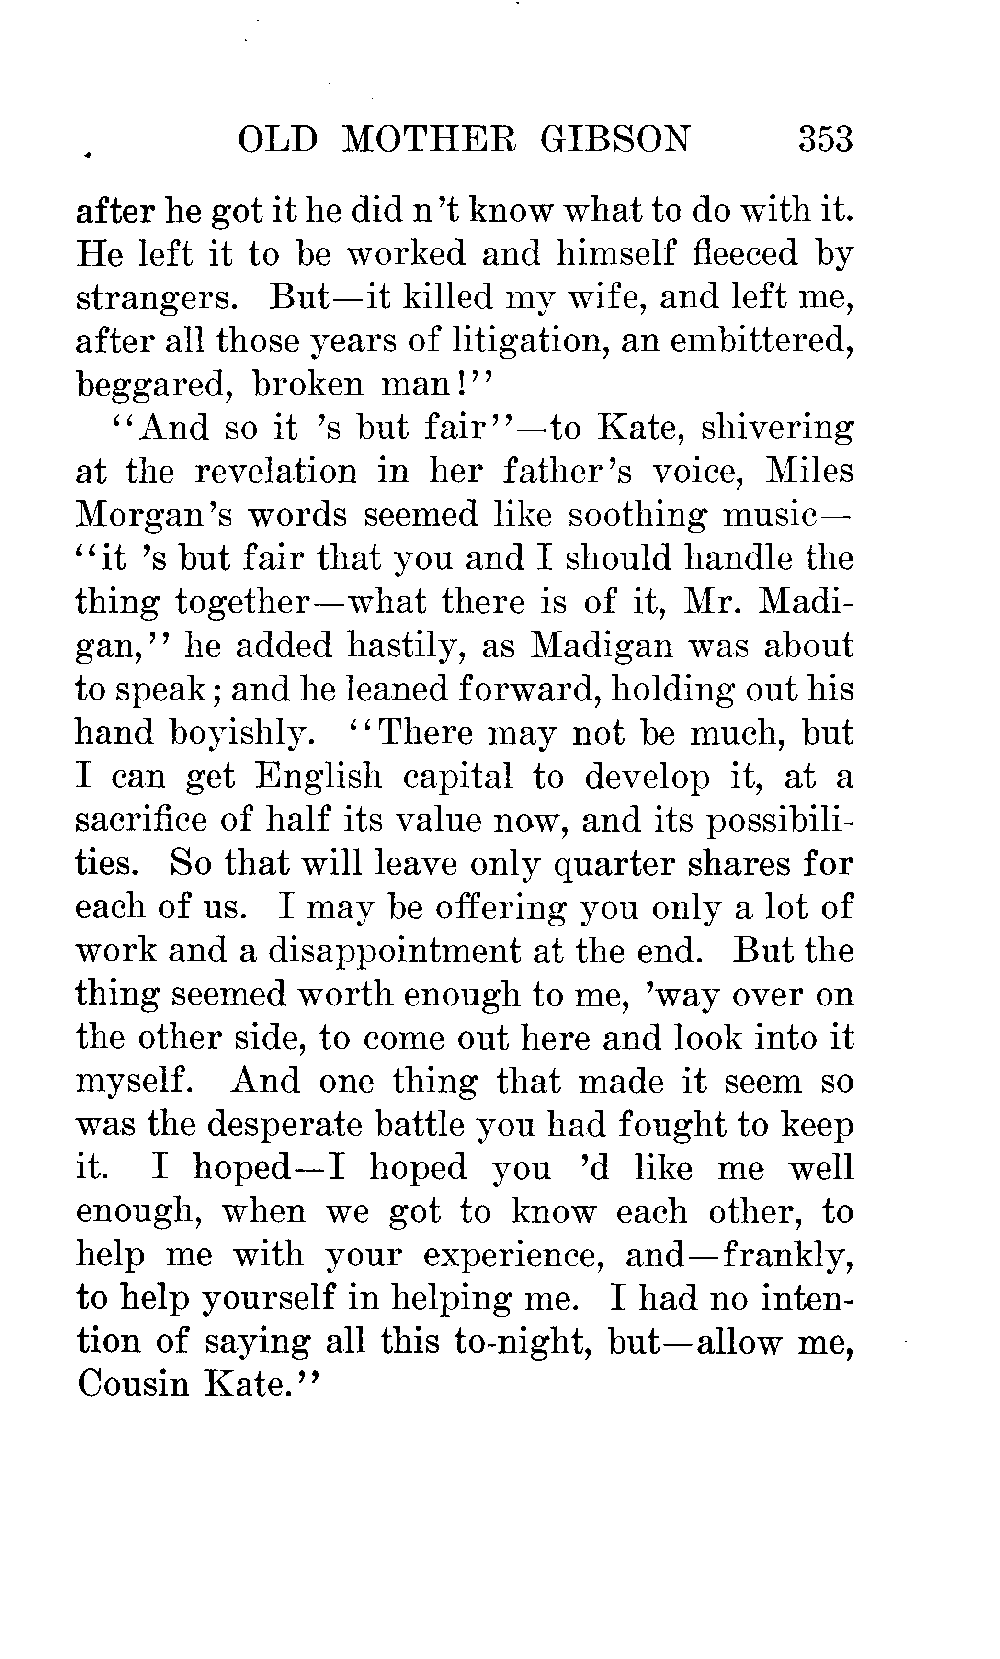 OLD MOTHER GIBSON 353
after he got it he did n't know what to do with it.
He left it to be worked and himself fleeced by
strangers. But—it killed my wife, and left me,
after all those years of litigation, an embittered,
beggared, broken man!"
"And so it 's but fair"—to Kate, shivering
at the revelation in her father's voice, Miles
Morgan's words seemed like soothing music—
"it 's but fair that you and I should handle the
thing together—what there is of it, Mr. Madi-
gan," he added hastily, as Madigan was about
to speak; and he leaned forward, holding out his
hand boyishly. "There may not be much, but
I can get English capital to develop it, at a
sacrifice of half its value now, and its possibili-
ties. So that will leave only quarter shares for
each of us. I may be offering you only a lot of
work and a disappointment at the end. But the
thing seemed worth enough to me, 'way over on
the other side, to come out here and look into it
myself. And one thing that made it seem so
was the desperate battle you had fought to keep
it. I hoped—I hoped you 'd like me well
enough, when we got to know each other, to
help me with your experience, and—frankly,
to help yourself in helping me. I had no inten-
tion of saying all this to-night, but—allow me,
Cousin Kate."